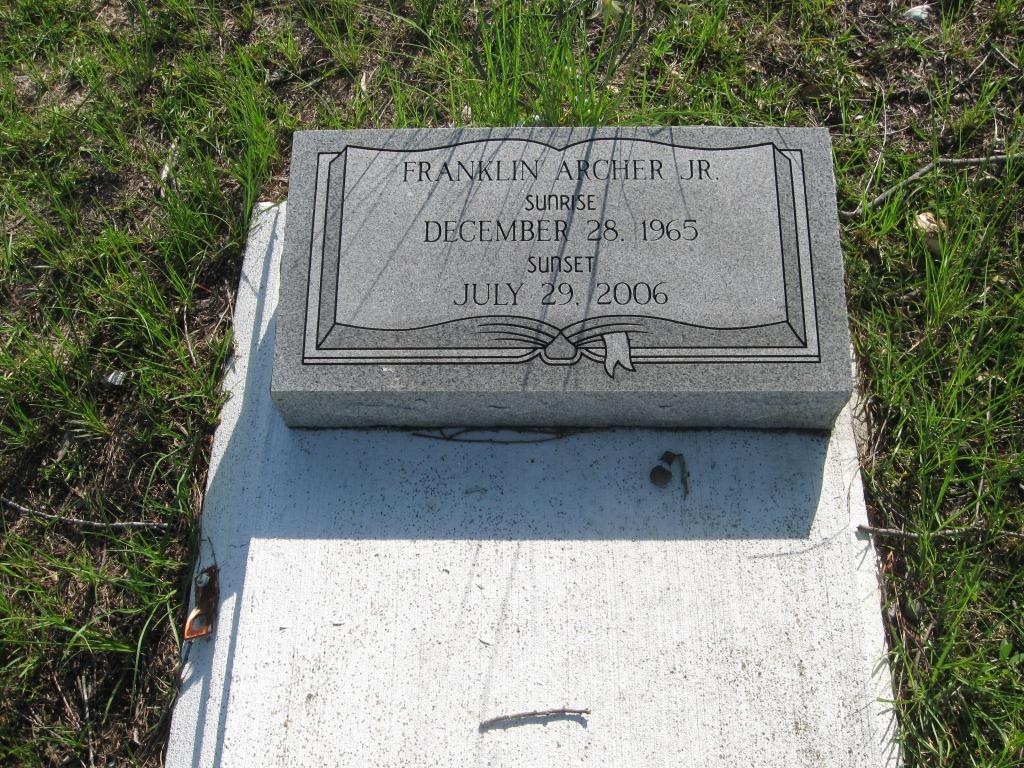 FRANKLIN ARCHER JR.
SUNRISE
DECEMBER 28, 1965
SUNSET
JULY 29, 2006